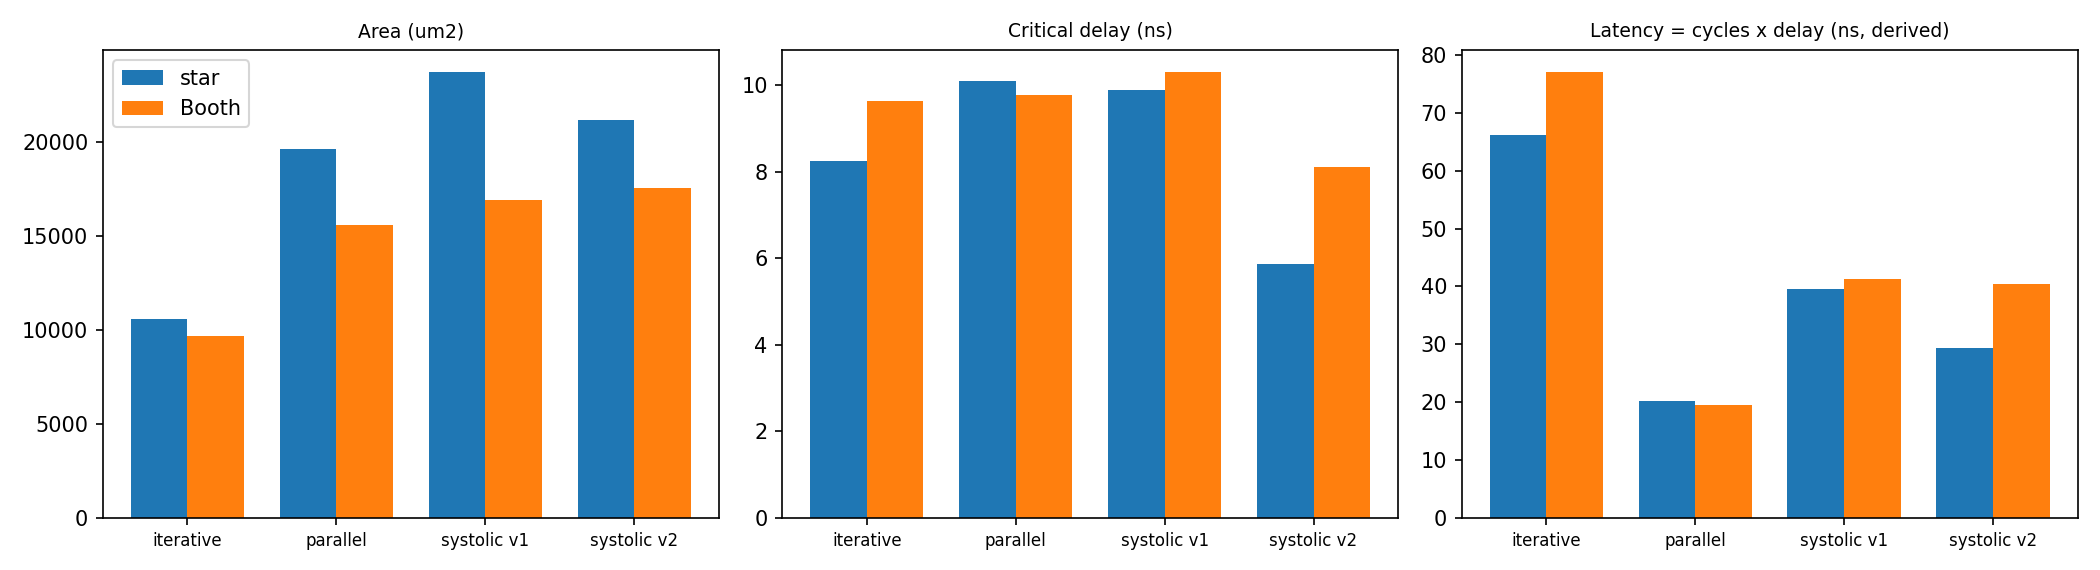 Area (um2)
star
Booth
20000
15000
10000
5000
0
iterative
parallel
systolic v1
systolic v2
Critical delay (ns)
10
8
6
4
2
0
iterative
parallel
systolic v1
systolic v2
Latency = cycles x delay (ns, derived)
80
70
60
50
40
30
20
10
0
iterative
parallel
systolic v1
systolic v2